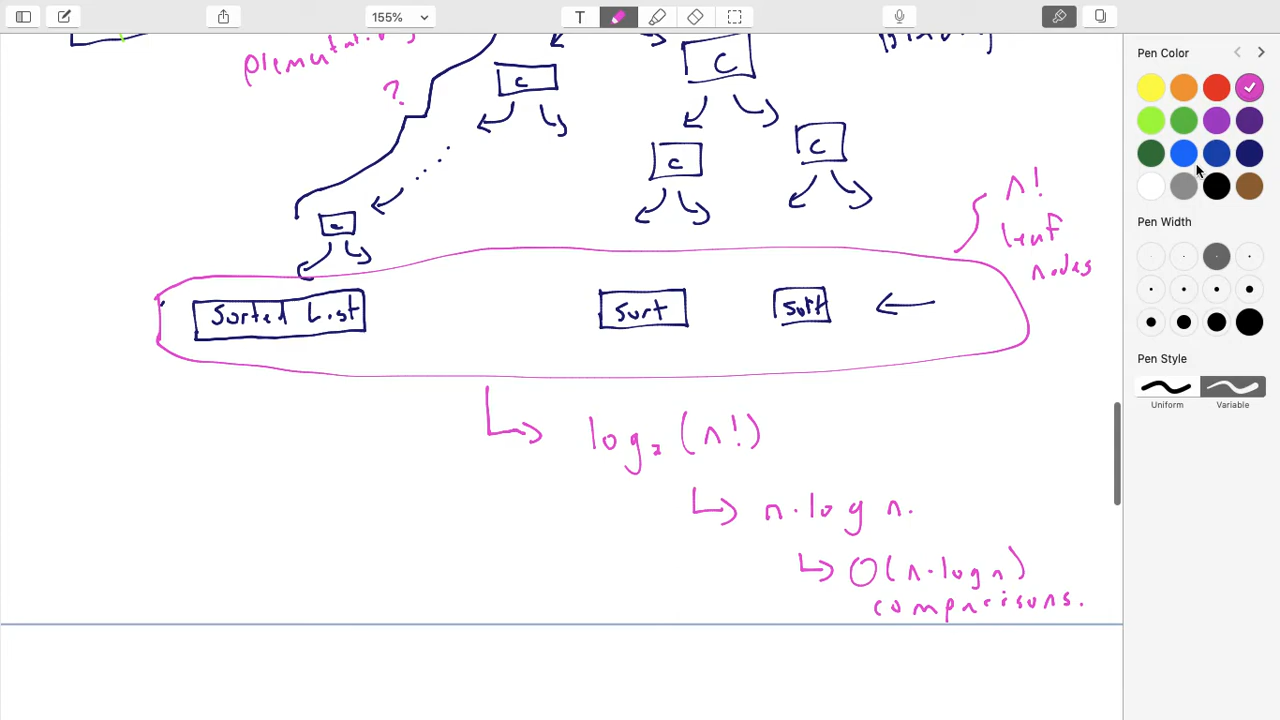 155%
T
Pen Color
plementations
c
C
?
c
c
c
n!
leaf
nodes
Pen Width
Sorted List
Sort
Sort
Pen Style
Uniform
Variable
log₂ (n!)
n·log n.
O(n·log n)
comparisons.